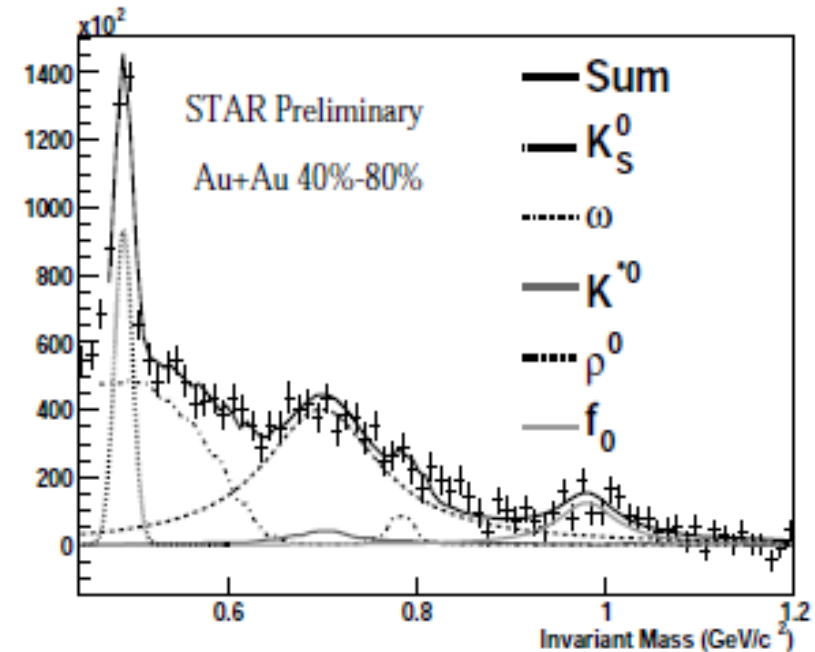 x10²
1400
1200
1000
800
600
400
200
0
STAR Preliminary
Au+Au 40%-80%
Sum
K⁰S
ω
K*⁰
ρ⁰
f₀
0.6
0.8
1
1.2
Invariant Mass (GeV/c²)